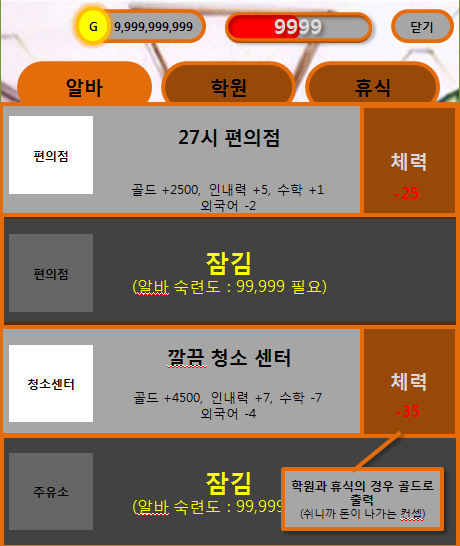 G 9,999,999,999 9999 닫기
알바 학원 휴식
편의점
27시 편의점
골드 +2500, 인내력 +5, 수학 +1
외국어 -2
체력
-25
편의점
잠김
(알바 숙련도 : 99,999 필요)
청소센터
깔끔 청소 센터
골드 +4500, 인내력 +7, 수학 -7
외국어 -4
체력
-35
주유소
잠김
(알바 숙련도 : 99,999
학원과 휴식의 경우 골드로
출력
(쉬니까 돈이 나가는 컨셉)